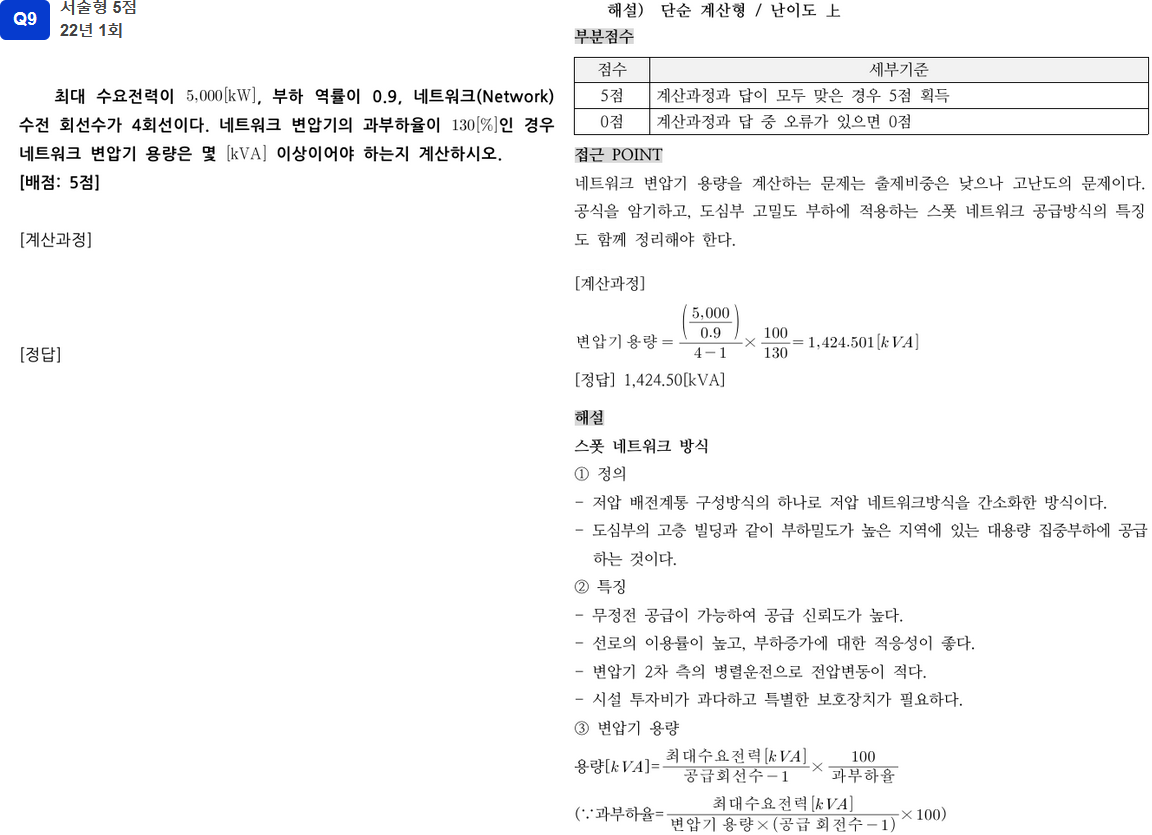 Q9
서술형 5점
22년 1회
최대 수요전력이 5,000[kW], 부하 역률이 0.9, 네트워크(Network)
수전 회선수가 4회선이다. 네트워크 변압기의 과부하율이 130[%]인 경우
네트워크 변압기 용량은 몇 [kVA] 이상이어야 하는지 계산하시오.
[배점: 5점]
[계산과정]
[정답]
해설) 단순 계산형 / 난이도 上
부분점수
점수 세부기준
5점 계산과정과 답이 모두 맞은 경우 5점 획득
0점 계산과정과 답 중 오류가 있으면 0점
접근 POINT
네트워크 변압기 용량을 계산하는 문제는 출제비중은 낮으나 고난도의 문제이다.
공식을 암기하고, 도심부 고밀도 부하에 적용하는 스폿 네트워크 공급방식의 특징
도 함께 정리해야 한다.
[계산과정]
변압기 용량 = (5,000/0.9)/(4-1) × 100/130 = 1,424.501[kVA]
[정답] 1,424.50[kVA]
해설
스폿 네트워크 방식
① 정의
- 저압 배전계통 구성방식의 하나로 저압 네트워크방식을 간소화한 방식이다.
- 도심부의 고층 빌딩과 같이 부하밀도가 높은 지역에 있는 대용량 집중부하에 공급
하는 것이다.
② 특징
- 무정전 공급이 가능하여 공급 신뢰도가 높다.
- 선로의 이용률이 높고, 부하증가에 대한 적응성이 좋다.
- 변압기 2차 측의 병렬운전으로 전압변동이 적다.
- 시설 투자비가 과다하고 특별한 보호장치가 필요하다.
③ 변압기 용량
용량[kVA]= 최대수요전력[kVA]/공급회선수-1 × 100/과부하율
(∵과부하율= 최대수요전력[kVA]/변압기 용량×(공급 회전수-1) ×100)